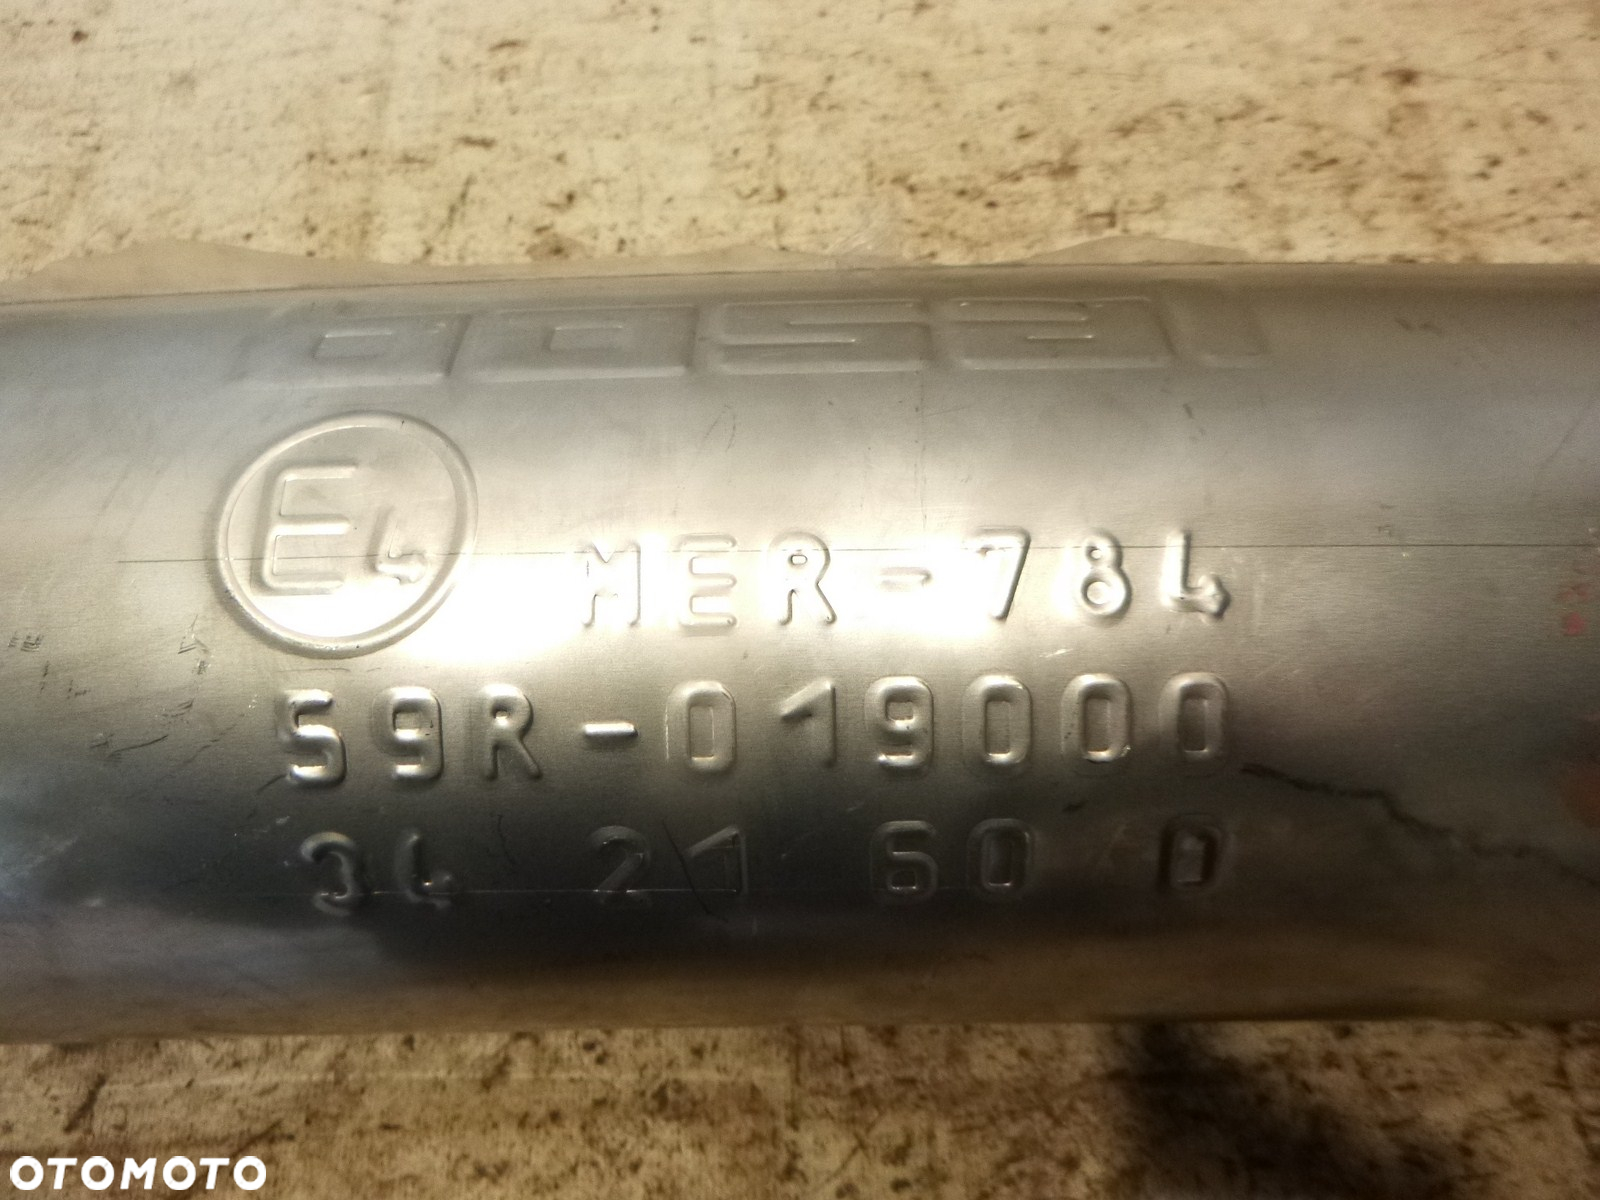 bosal
E4 MER-784
59R-019000
34 21 60 0
OTOMOTO